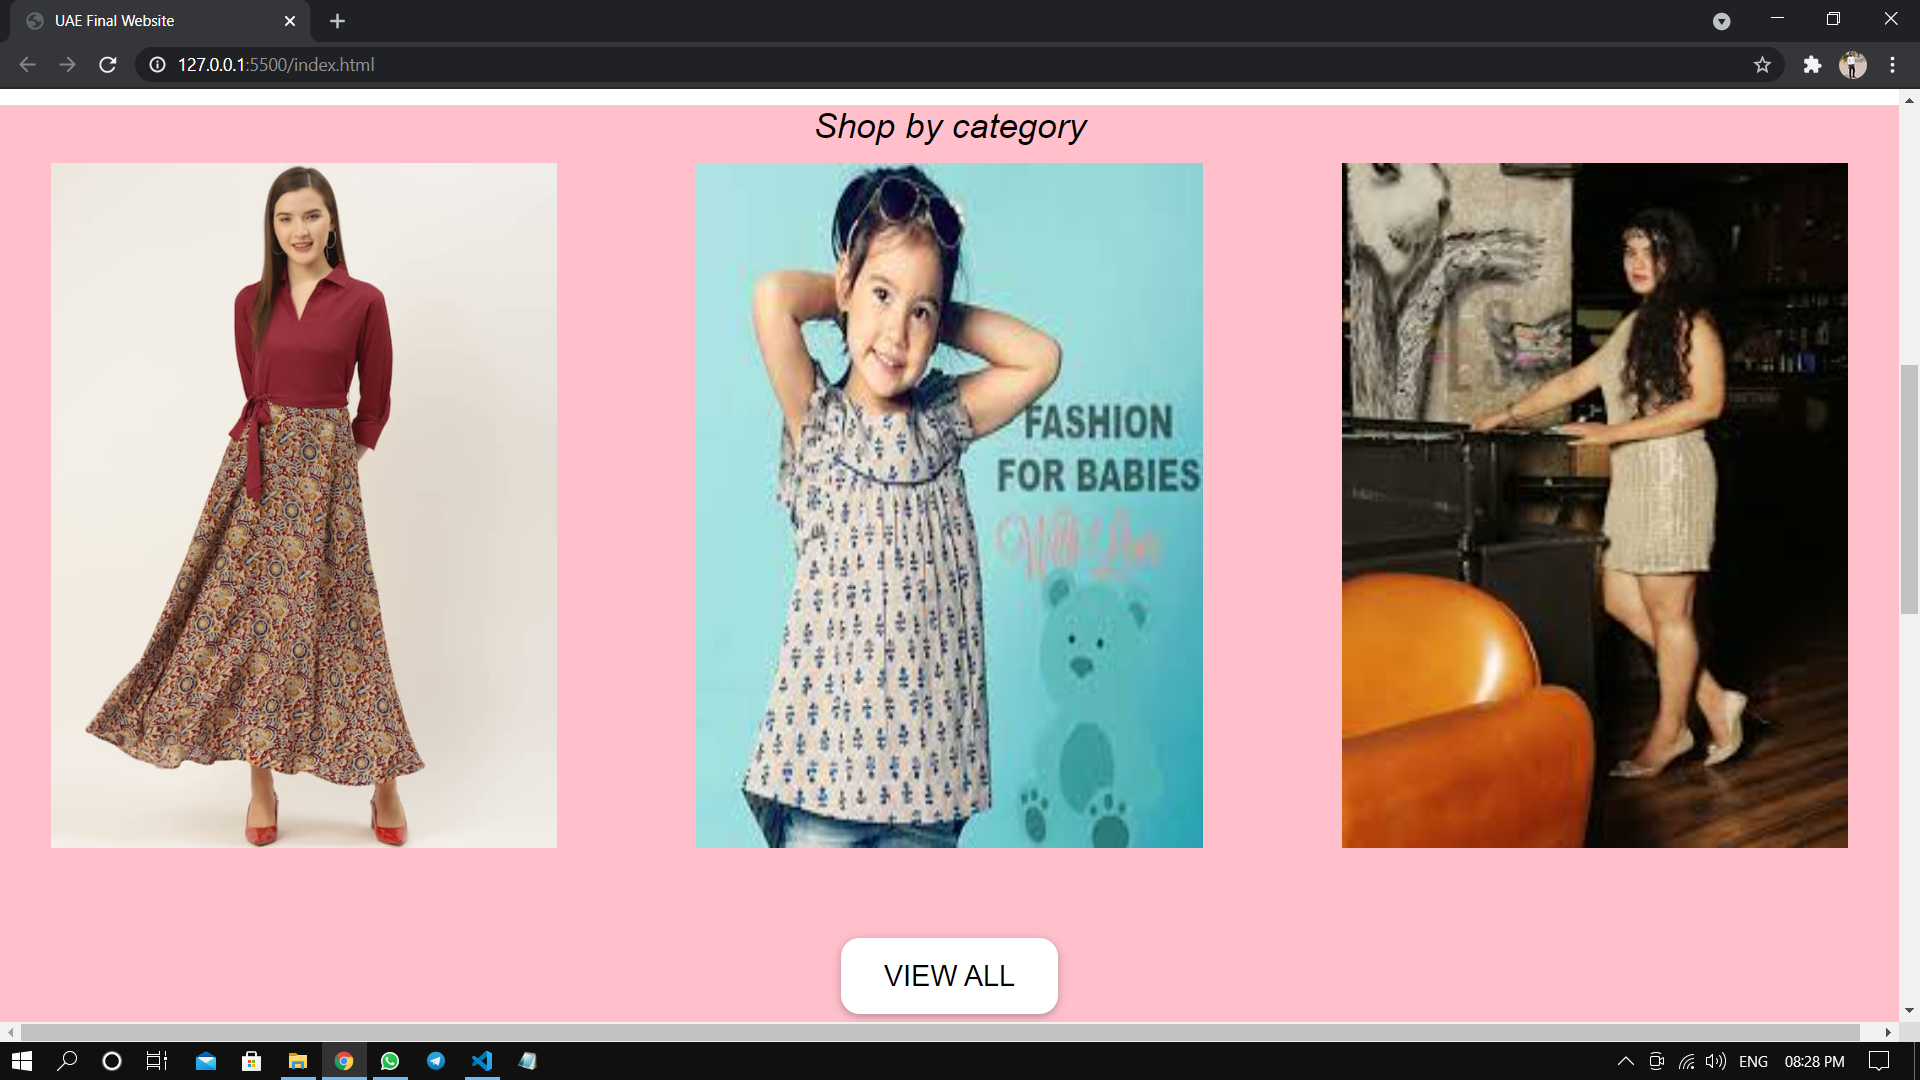 UAE Final Website
127.0.0.1:5500/index.html
Shop by category
FASHION
FOR BABIES
With Love
VIEW ALL
ENG
08:28 PM